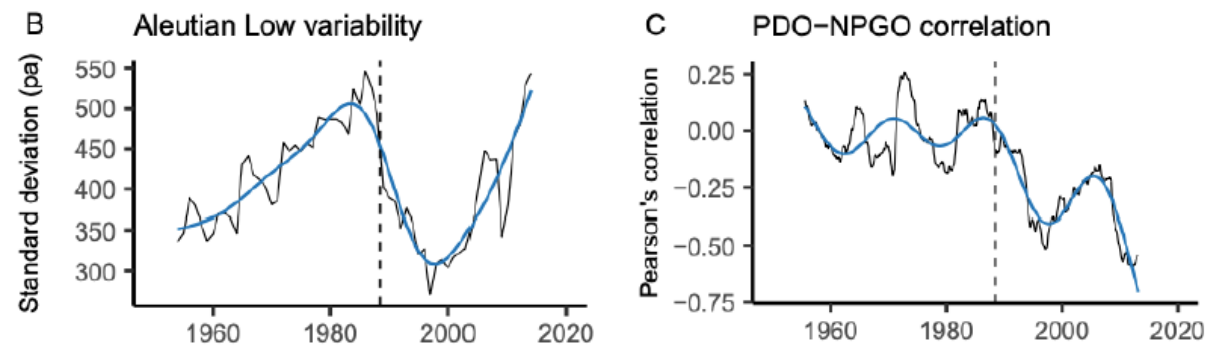 B Aleutian Low variability
Standard deviation (pa)
550
500
450
400
350
300
1960 1980 2000 2020
C PDO−NPGO correlation
Pearson's correlation
0.25
0.00
−0.25
−0.50
−0.75
1960 1980 2000 2020